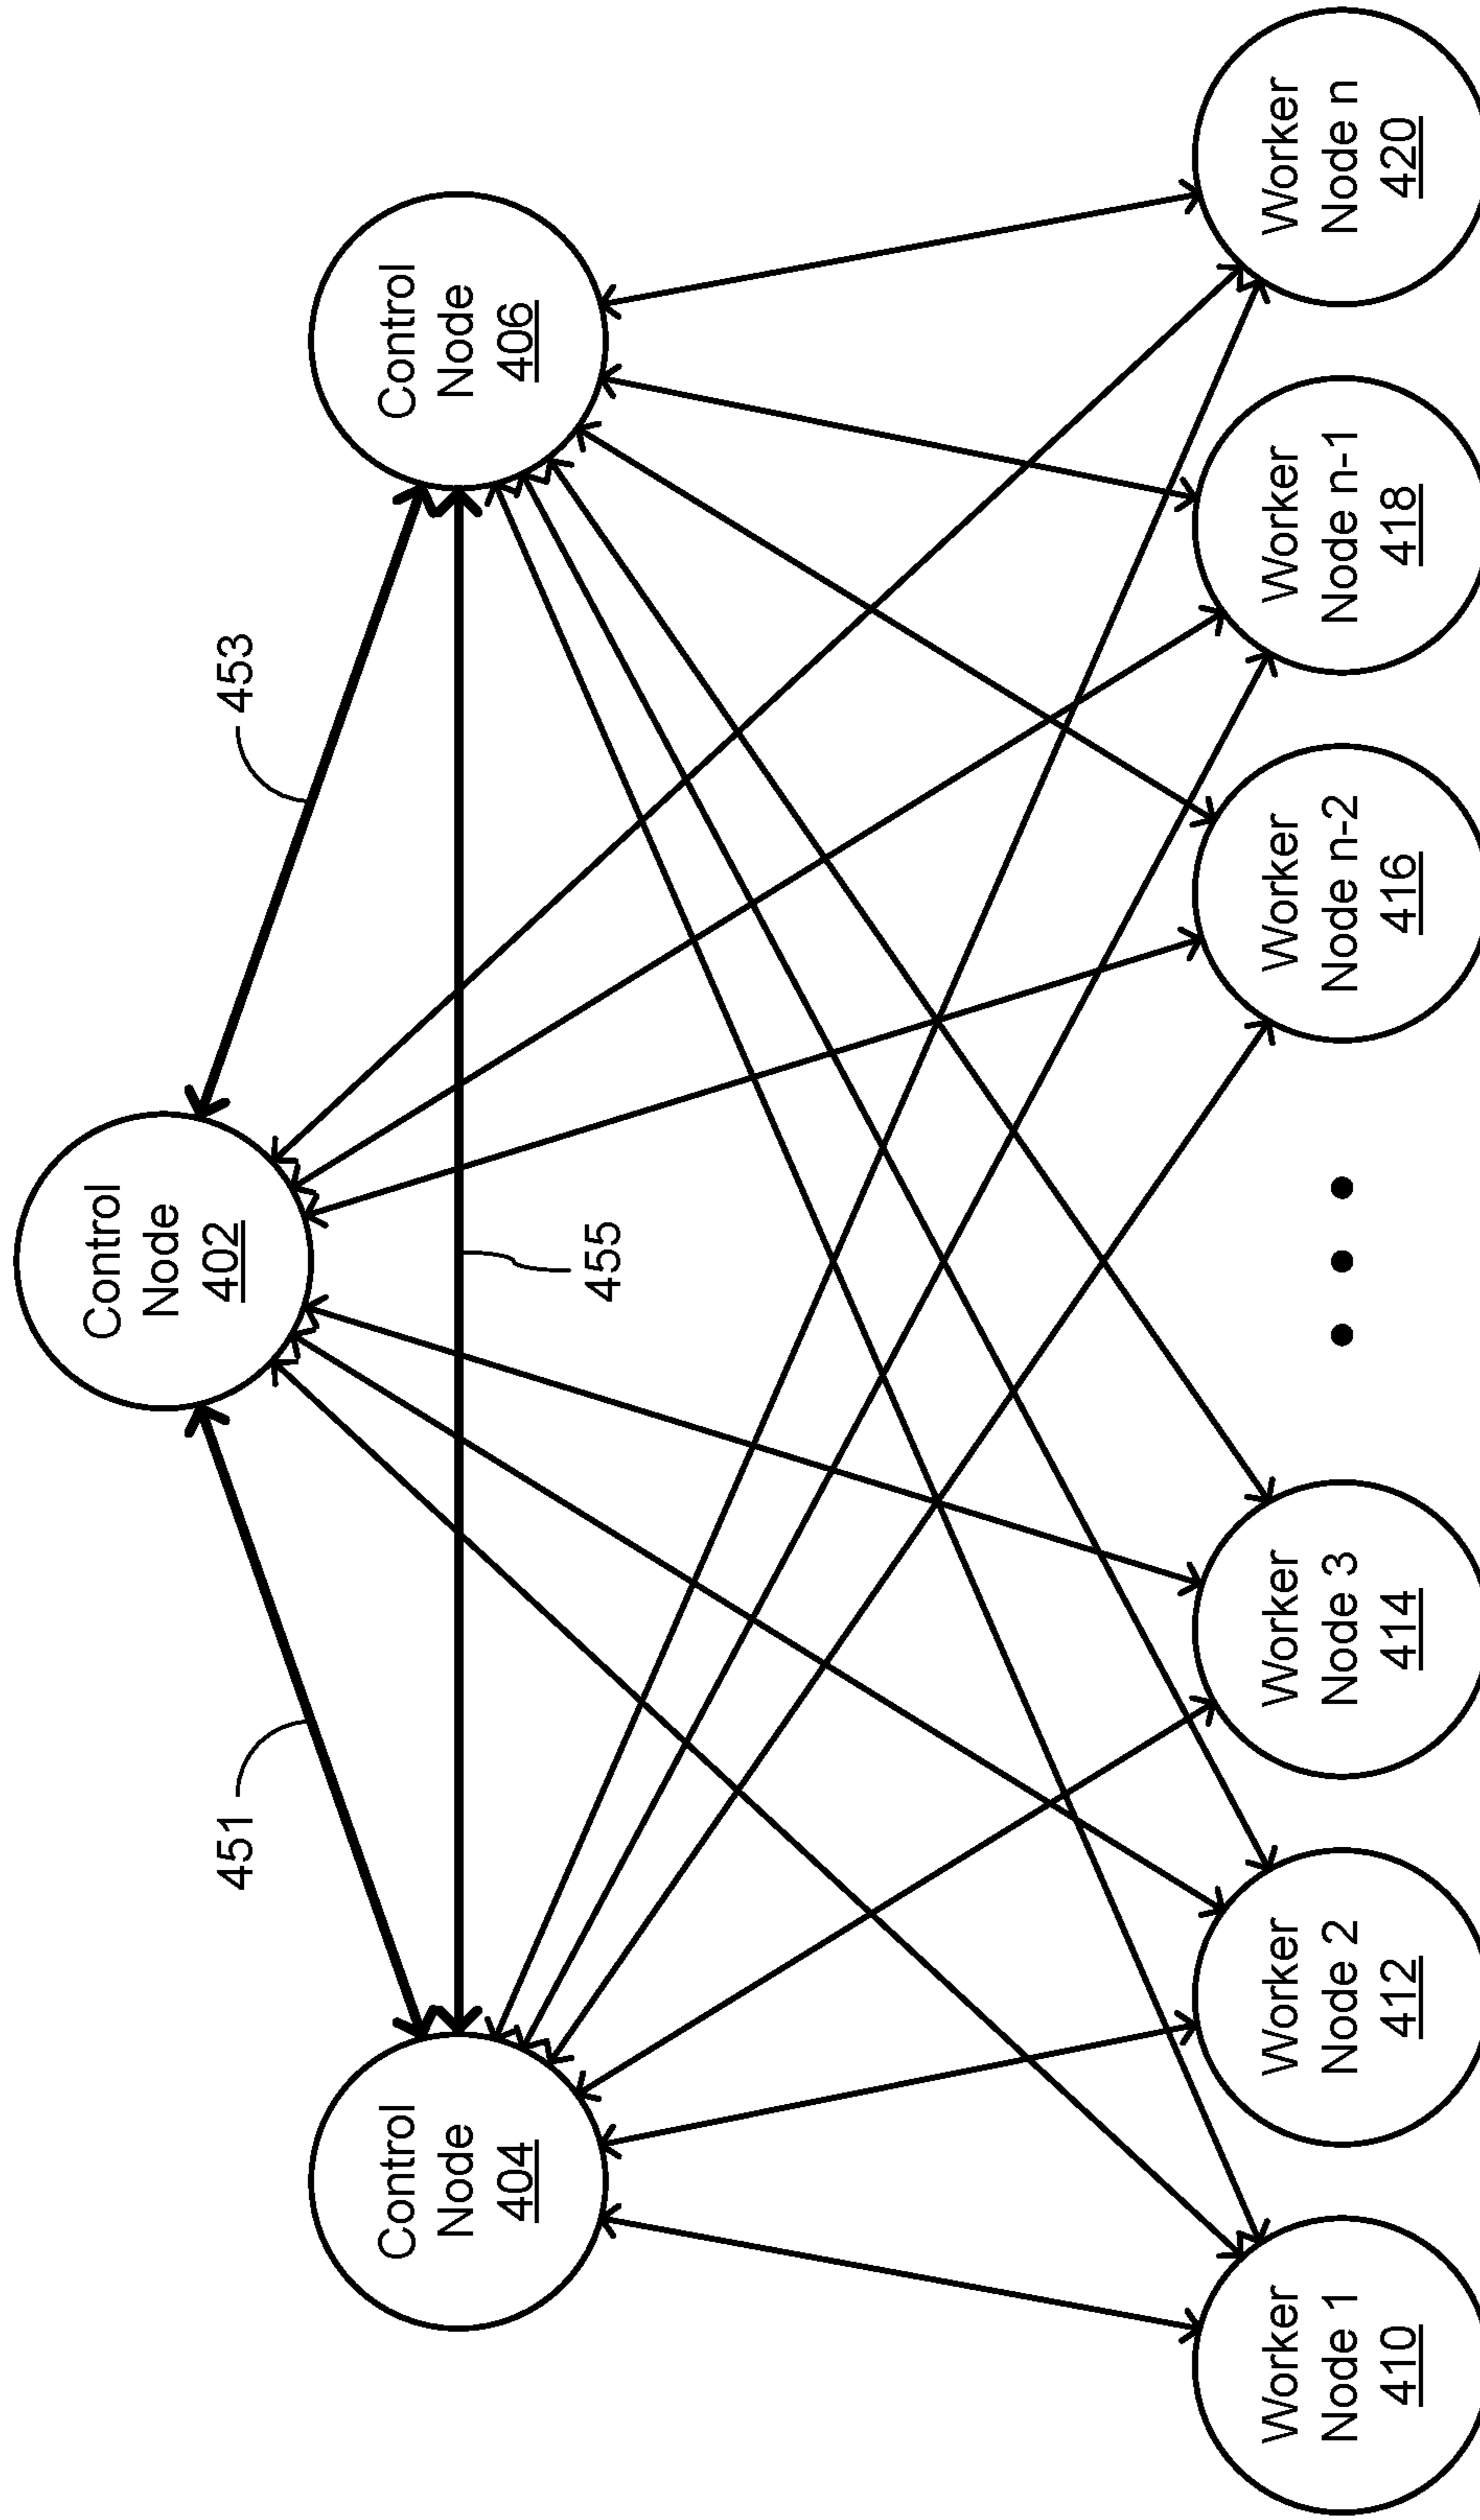 Control
Node
402
451
453
Control
Node
404
Control
Node
406
455
Worker
Node 1
410
Worker
Node 2
412
Worker
Node 3
414
Worker
Node n-2
416
Worker
Node n-1
418
Worker
Node n
420